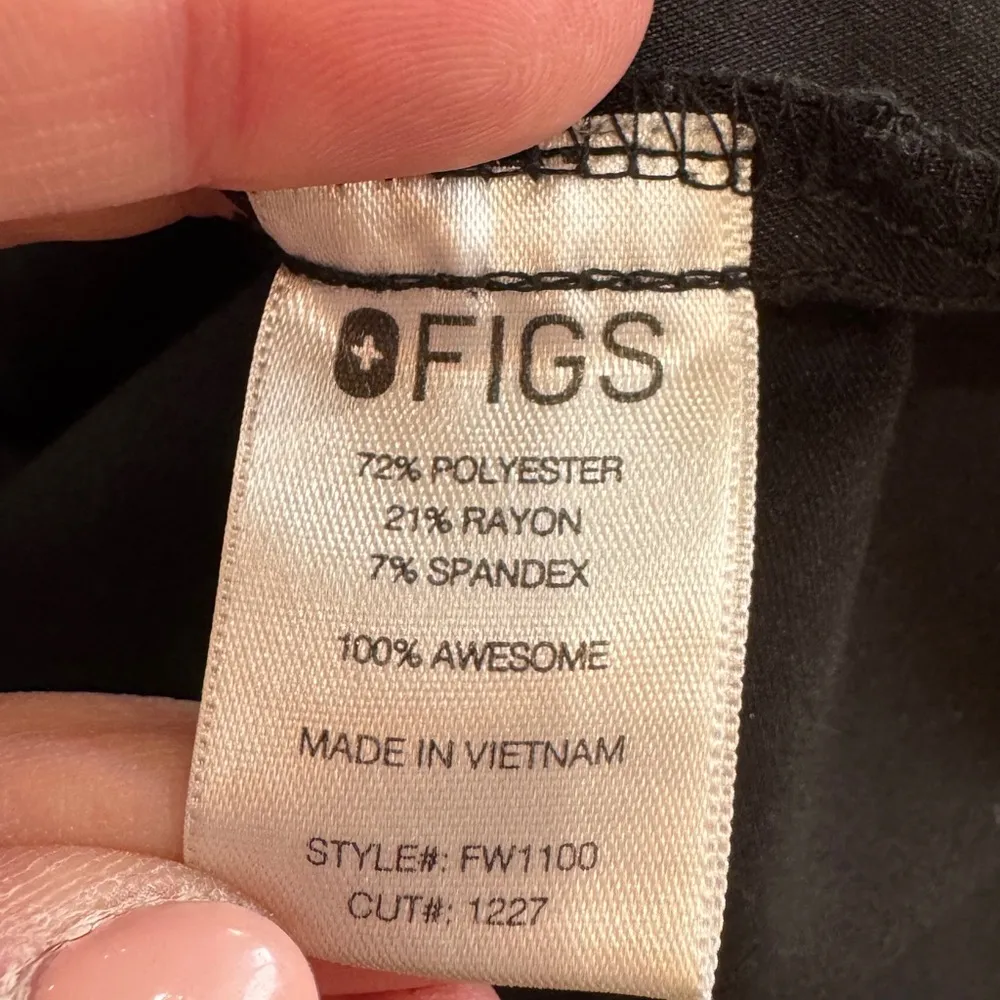 FIGS
72% POLYESTER
21% RAYON
7% SPANDEX
100% AWESOME
MADE IN VIETNAM
STYLE#: FW1100
CUT#: 1227